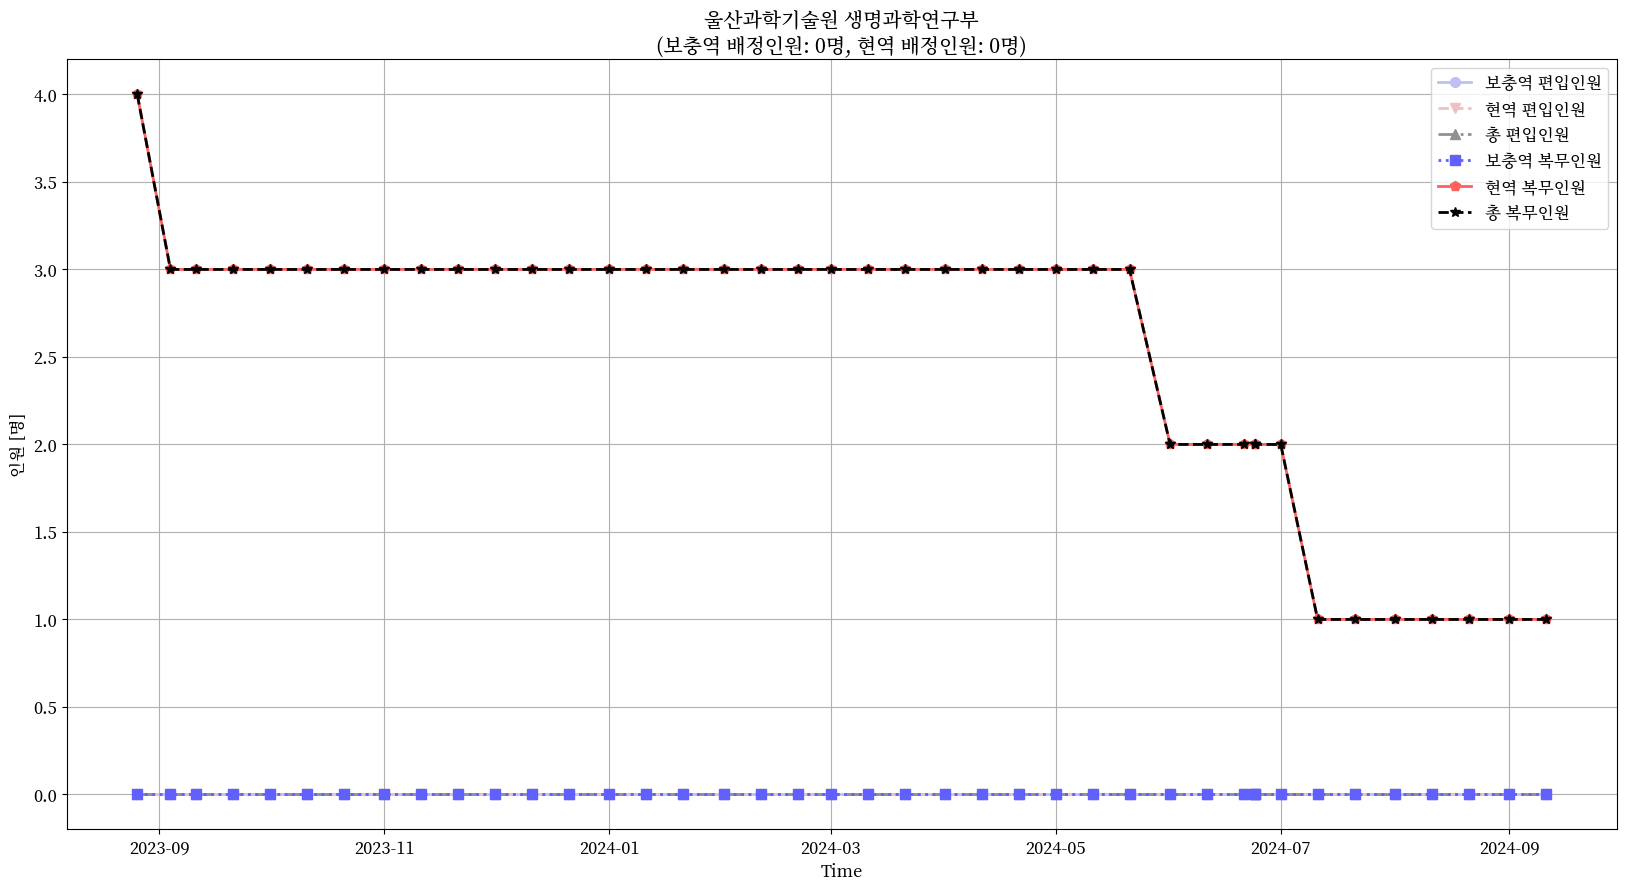 울산과학기술원 생명과학연구부
(보충역 배정인원: 0명, 현역 배정인원: 0명)
보충역 편입인원
현역 편입인원
총 편입인원
보충역 복무인원
현역 복무인원
총 복무인원
인원 [명]
4.0
3.5
3.0
2.5
2.0
1.5
1.0
0.5
0.0
2023-09
2023-11
2024-01
2024-03
2024-05
2024-07
2024-09
Time